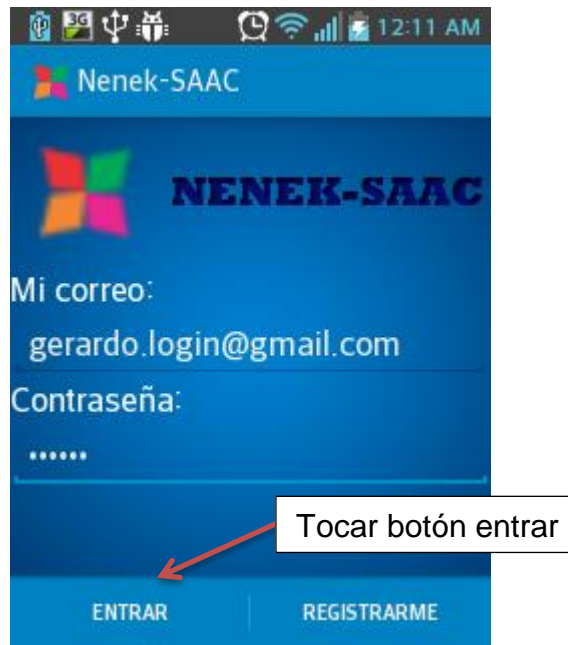 3G 12:11 AM
Nenek-SAAC
NENEK-SAAC
Mi correo:
gerardo.login@gmail.com
Contraseña:
••••••
Tocar botón entrar
ENTRAR REGISTRARME